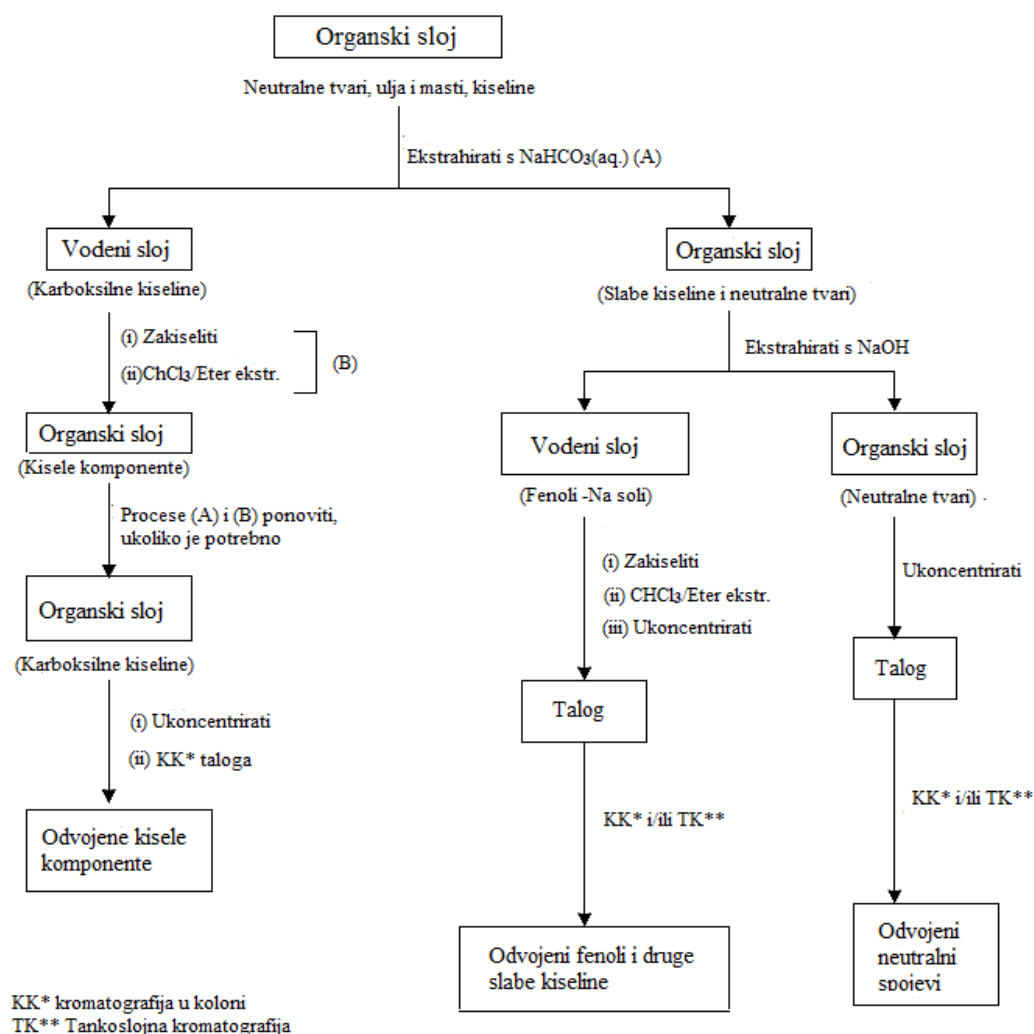 Organski sloj
Neutralne tvari, ulja i masti, kiseline
Ekstrahirati s NaHCO₃(aq.) (A)
Vodeni sloj
(Karboksilne kiseline)
(i) Zakiseliti
(ii)ChCl₃/Eter ekstr.
(B)
Organski sloj
(Kisele komponente)
Procese (A) i (B) ponoviti,
ukoliko je potrebno
Organski sloj
(Karboksilne kiseline)
(i) Ukoncentrirati
(ii) KK* taloga
Odvojene kisele
komponente
Organski sloj
(Slabe kiseline i neutralne tvari)
Ekstrahirati s NaOH
Vodeni sloj
(Fenoli -Na soli)
(i) Zakiseliti
(ii) CHCl₃/Eter ekstr.
(iii) Ukoncentrirati
Talog
KK* i/ili TK**
Odvojeni fenoli i druge
slabe kiseline
Organski sloj
(Neutralne tvari)
Ukoncentrirati
Talog
KK* i/ili TK**
Odvojeni
neutralni
spojevi
KK* kromatografija u koloni
TK** Tankoslojna kromatografija